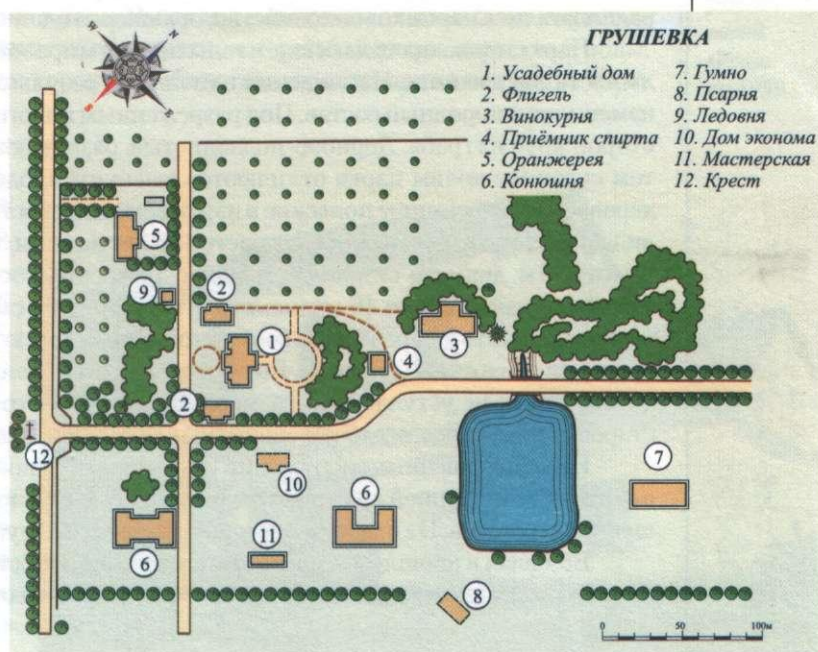 ГРУШЕВКА
1. Усадебный дом
2. Флигель
3. Винокурня
4. Приёмник спирта
5. Оранжерея
6. Конюшня
7. Гумно
8. Псарня
9. Ледовня
10. Дом эконома
11. Мастерская
12. Крест
5
9
2
1
3
4
2
12
10
6
7
6
11
8
0 50 100м